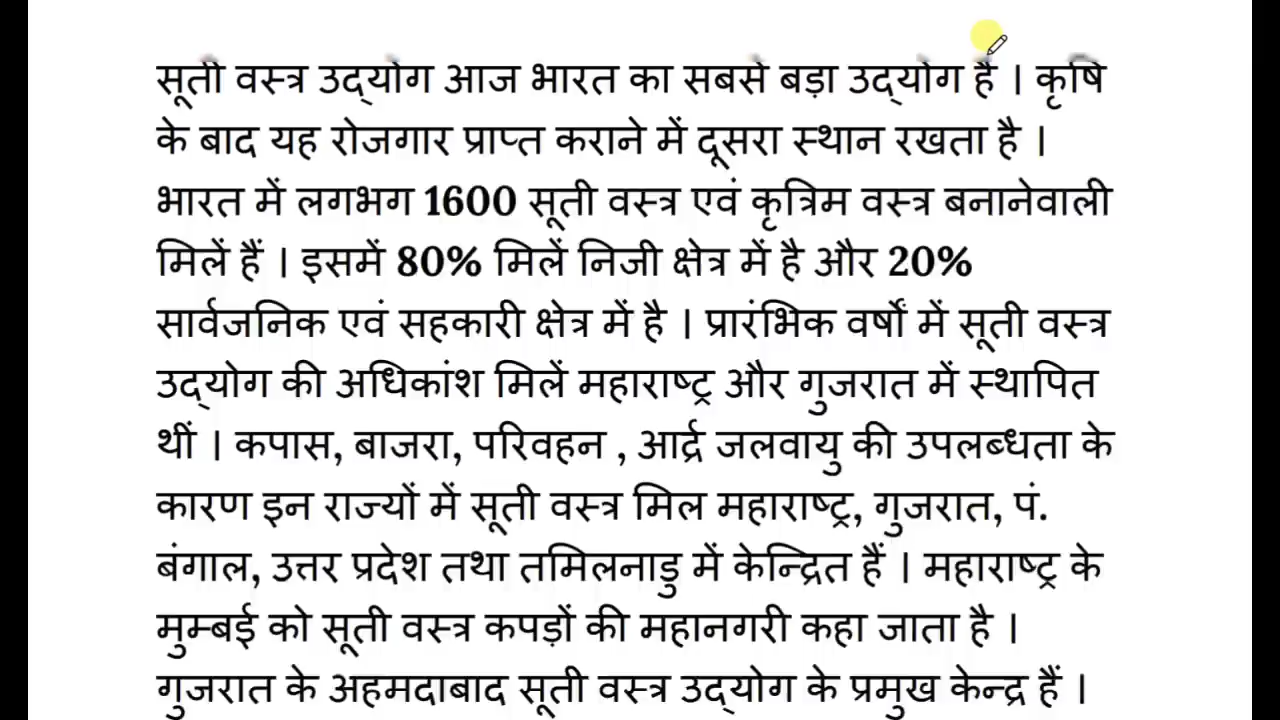 सूती वस्त्र उद्योग आज भारत का सबसे बड़ा उद्योग है । कृषि
के बाद यह रोजगार प्राप्त कराने में दूसरा स्थान रखता है ।
भारत में लगभग 1600 सूती वस्त्र एवं कृत्रिम वस्त्र बनानेवाली
मिलें हैं । इसमें 80% मिलें निजी क्षेत्र में है और 20%
सार्वजनिक एवं सहकारी क्षेत्र में है । प्रारंभिक वर्षों में सूती वस्त्र
उद्योग की अधिकांश मिलें महाराष्ट्र और गुजरात में स्थापित
थीं । कपास, बाजरा, परिवहन , आर्द्र जलवायु की उपलब्धता के
कारण इन राज्यों में सूती वस्त्र मिल महाराष्ट्र, गुजरात, पं.
बंगाल, उत्तर प्रदेश तथा तमिलनाडु में केन्द्रित हैं । महाराष्ट्र के
मुम्बई को सूती वस्त्र कपड़ों की महानगरी कहा जाता है ।
गुजरात के अहमदाबाद सूती वस्त्र उद्योग के प्रमुख केन्द्र हैं ।